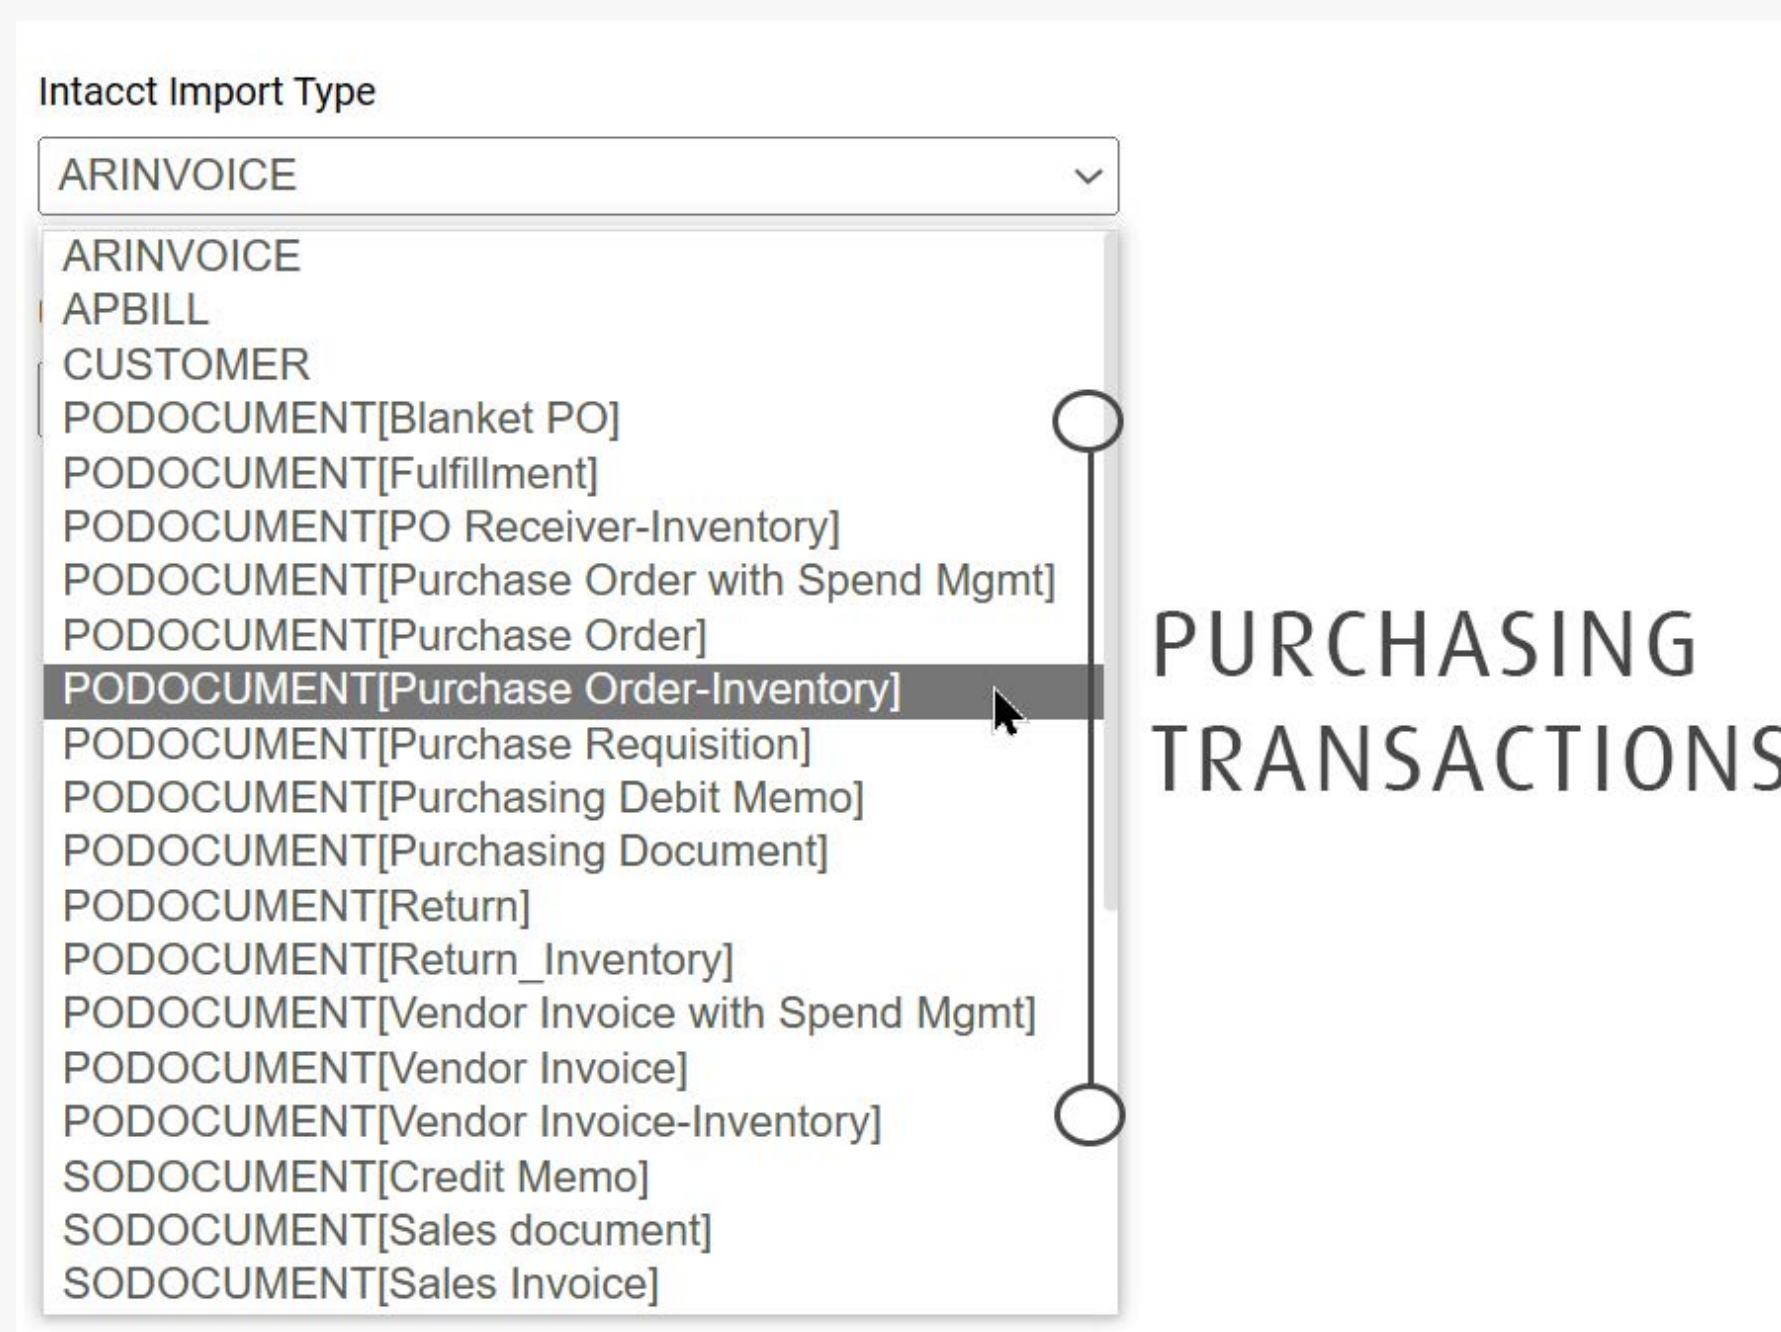 Intacct Import Type
ARINVOICE
ARINVOICE
APBILL
CUSTOMER
PODOCUMENT[Blanket PO]
PODOCUMENT[Fulfillment]
PODOCUMENT[PO Receiver-Inventory]
PODOCUMENT[Purchase Order with Spend Mgmt]
PODOCUMENT[Purchase Order]
PODOCUMENT[Purchase Order-Inventory]
PODOCUMENT[Purchase Requisition]
PODOCUMENT[Purchasing Debit Memo]
PODOCUMENT[Purchasing Document]
PODOCUMENT[Return]
PODOCUMENT[Return_Inventory]
PODOCUMENT[Vendor Invoice with Spend Mgmt]
PODOCUMENT[Vendor Invoice]
PODOCUMENT[Vendor Invoice-Inventory]
SODOCUMENT[Credit Memo]
SODOCUMENT[Sales document]
SODOCUMENT[Sales Invoice]
PURCHASING
TRANSACTIONS